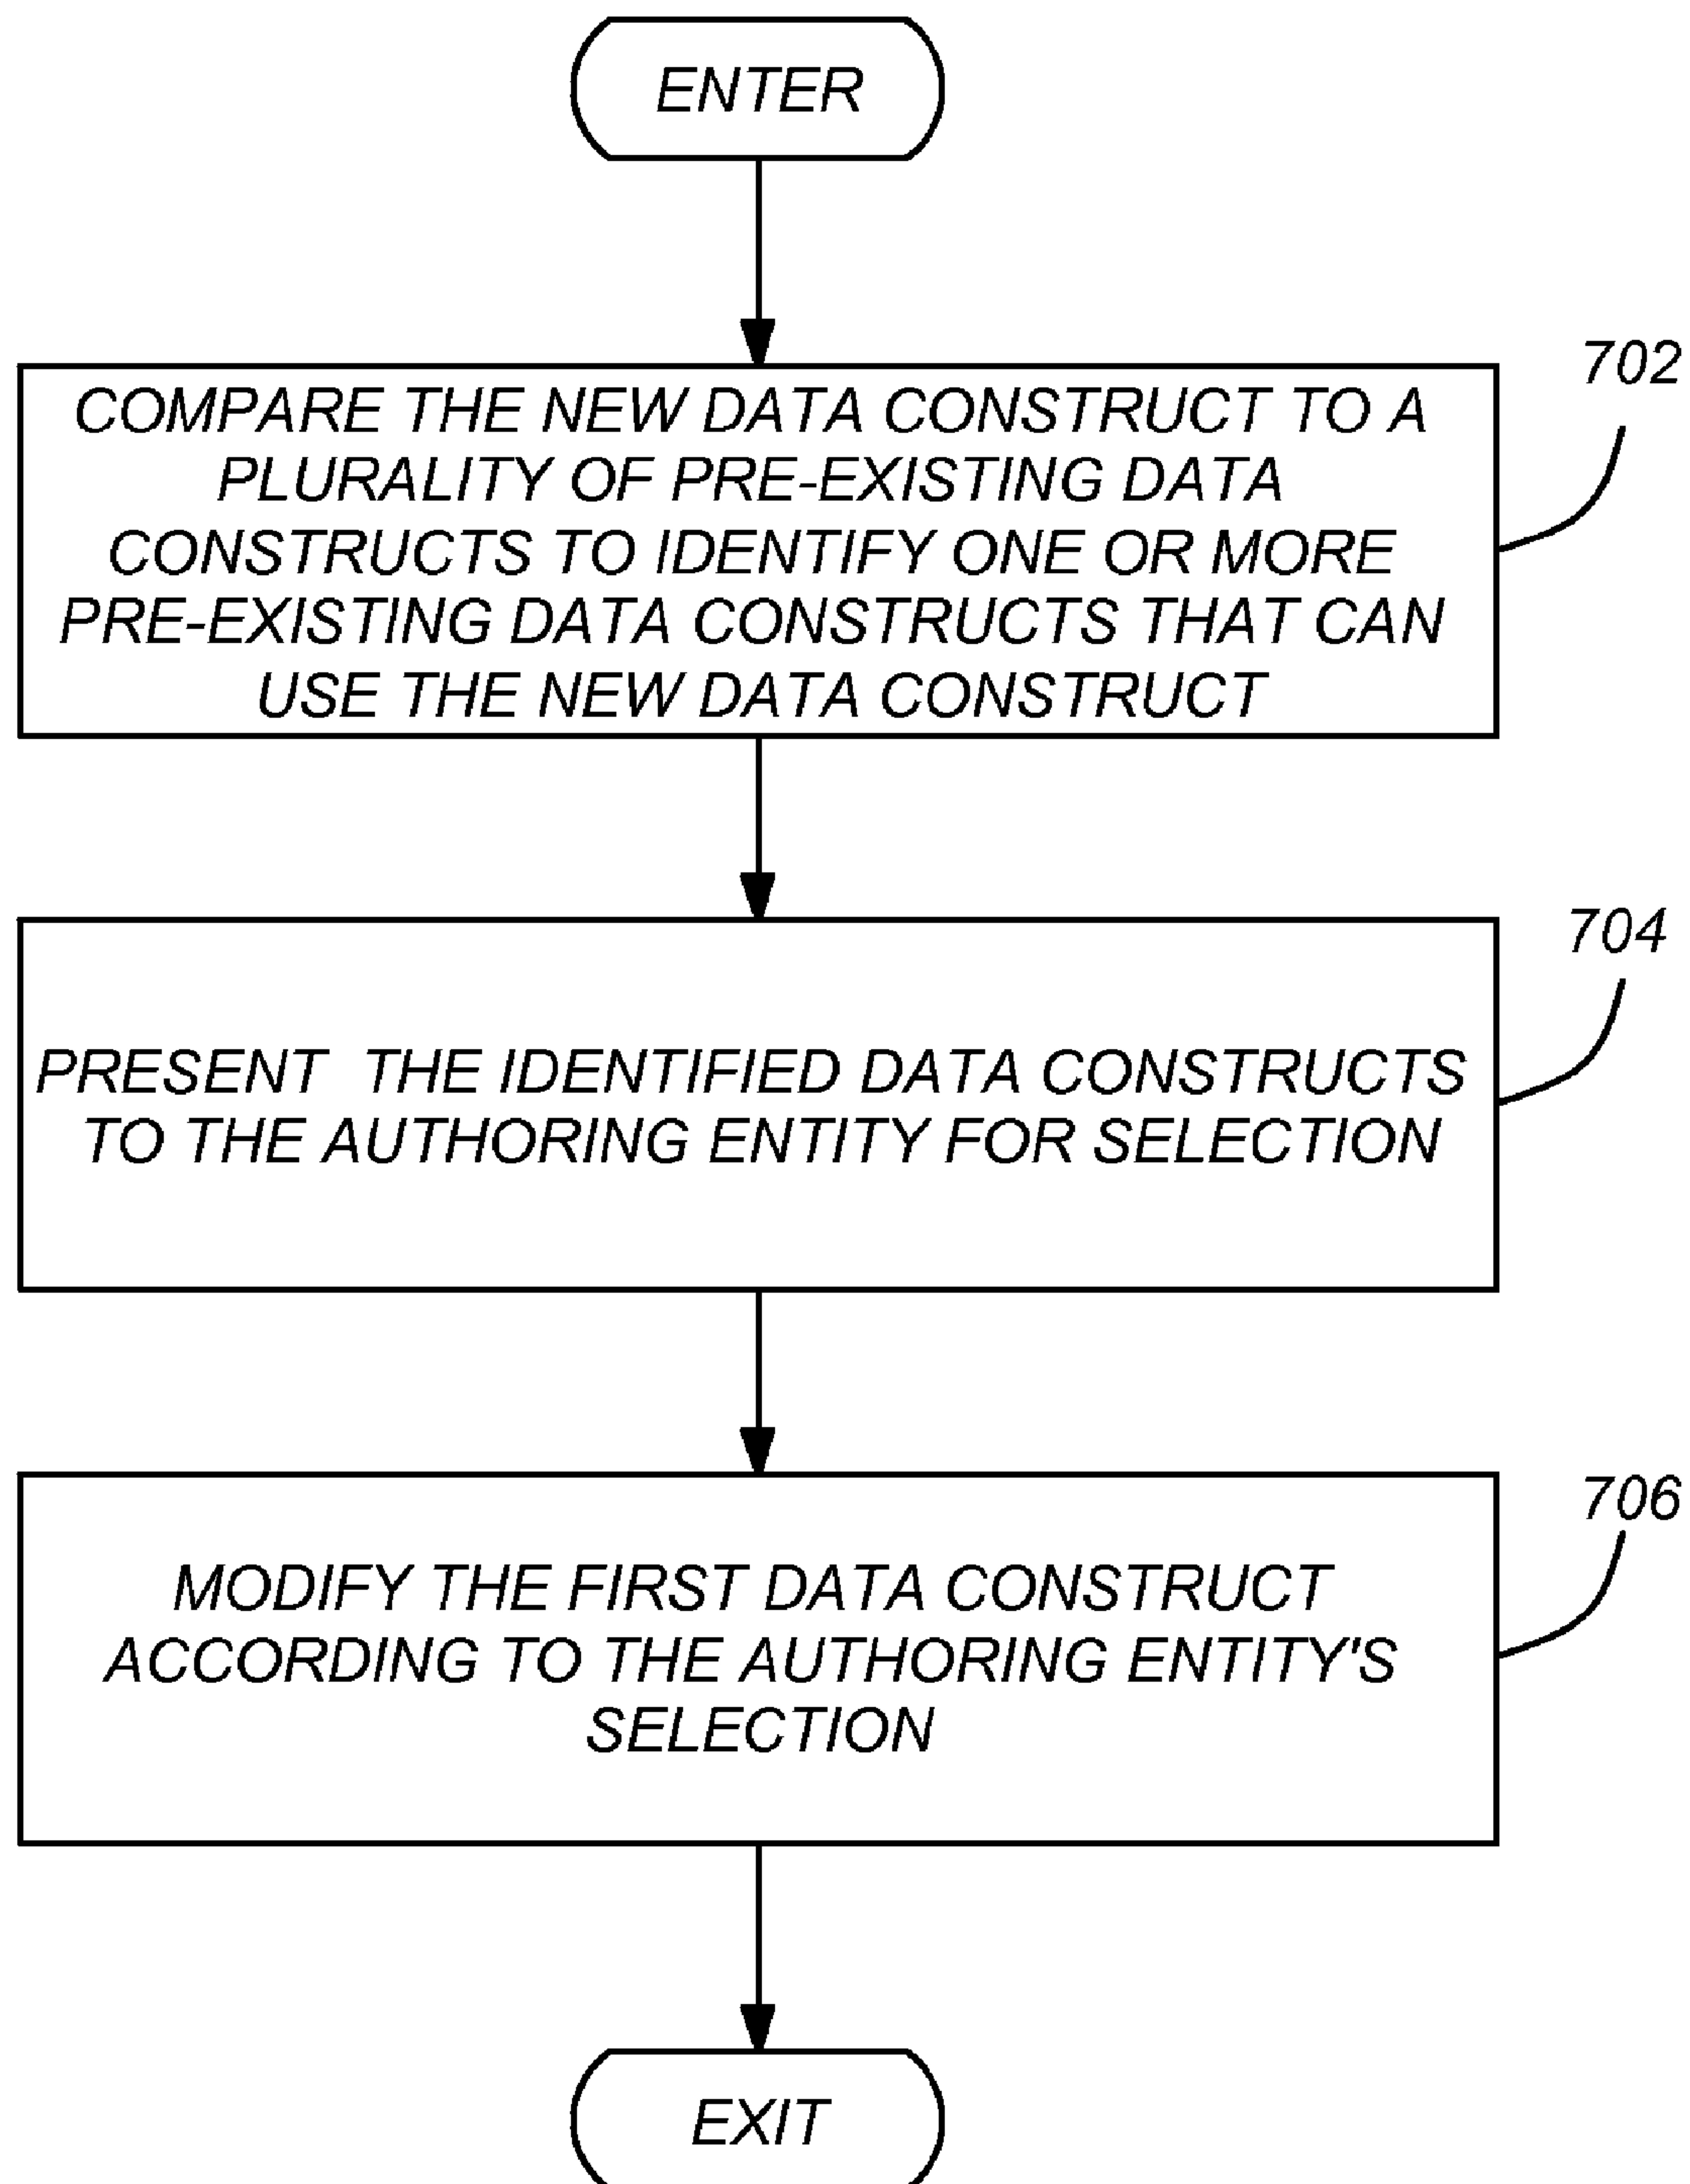 ENTER
702
COMPARE THE NEW DATA CONSTRUCT TO A
PLURALITY OF PRE-EXISTING DATA
CONSTRUCTS TO IDENTIFY ONE OR MORE
PRE-EXISTING DATA CONSTRUCTS THAT CAN
USE THE NEW DATA CONSTRUCT
704
PRESENT THE IDENTIFIED DATA CONSTRUCTS
TO THE AUTHORING ENTITY FOR SELECTION
706
MODIFY THE FIRST DATA CONSTRUCT
ACCORDING TO THE AUTHORING ENTITY'S
SELECTION
EXIT